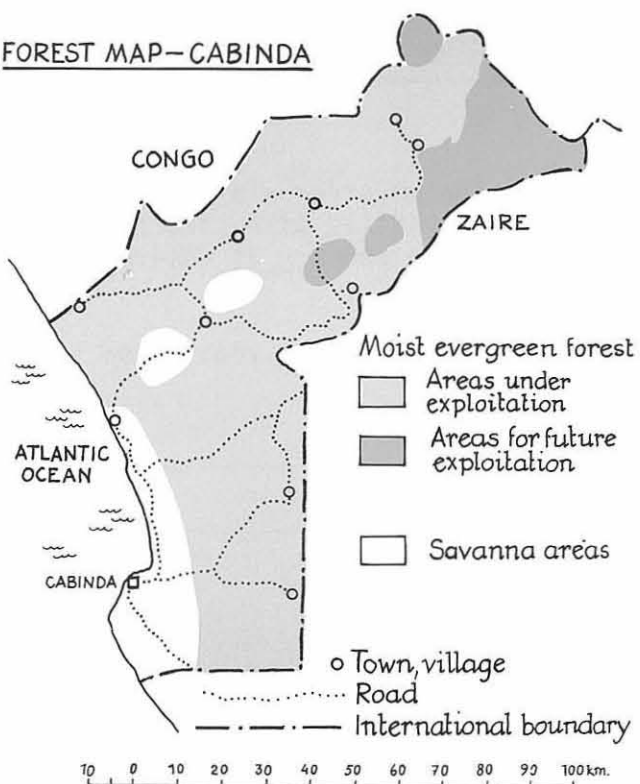 FOREST MAP–CABINDA
CONGO
ZAIRE
Moist evergreen forest
Areas under
exploitation
Areas for future
exploitation
ATLANTIC
OCEAN
Savanna areas
CABINDA
Town, village
Road
International boundary
10 0 10 20 30 40 50 60 70 80 90 100 km.